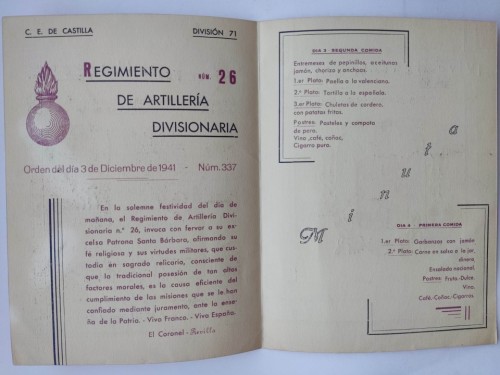 C. E. DE CASTILLA
DIVISIÓN 71
REGIMIENTO NÚM. 26
DE ARTILLERÍA
DIVISIONARIA
Orden del día 3 de Diciembre de 1941 - Núm. 337
En la solemne festividad del día de
mañana, el Regimiento de Artillería Divi-
sionaria n.º 26, invoca con fervor a su ex-
celsa Patrona Santa Bárbara, afirmando su
fé religiosa y sus virtudes militares, que cus-
todia en sagrado relicario, consciente de
que la tradicional posesión de tan altos
factores morales, es la causa eficiente del
cumplimiento de las misiones que se le han
confiado mediante juramento, ante la ense-
ña de la Patria. - Viva Franco. - Viva España.
El Coronel - Revilla
DIA 3 SEGUNDA COMIDA
Entremeses de pepinillos, aceitunas
jamón, chorizo y anchoas.
1.er Plato: Paella a la valenciana.
2.º Plato: Tortilla a la española.
3.er Plato: Chuletas de cordero.
con patatas fritas.
Postres: Pasteles y compota
de pera.
Vino, café, coñac,
Cigarro puro.
Minuta
DIA 4 PRIMERA COMIDA
1.er Plato: Garbanzos con jamón
2.º Plato: Carne en salsa a la jar,
dinera,
Ensalada nacional.
Postres: Fruta. Dulce.
Vino.
Café.-Coñac.-Cigarros